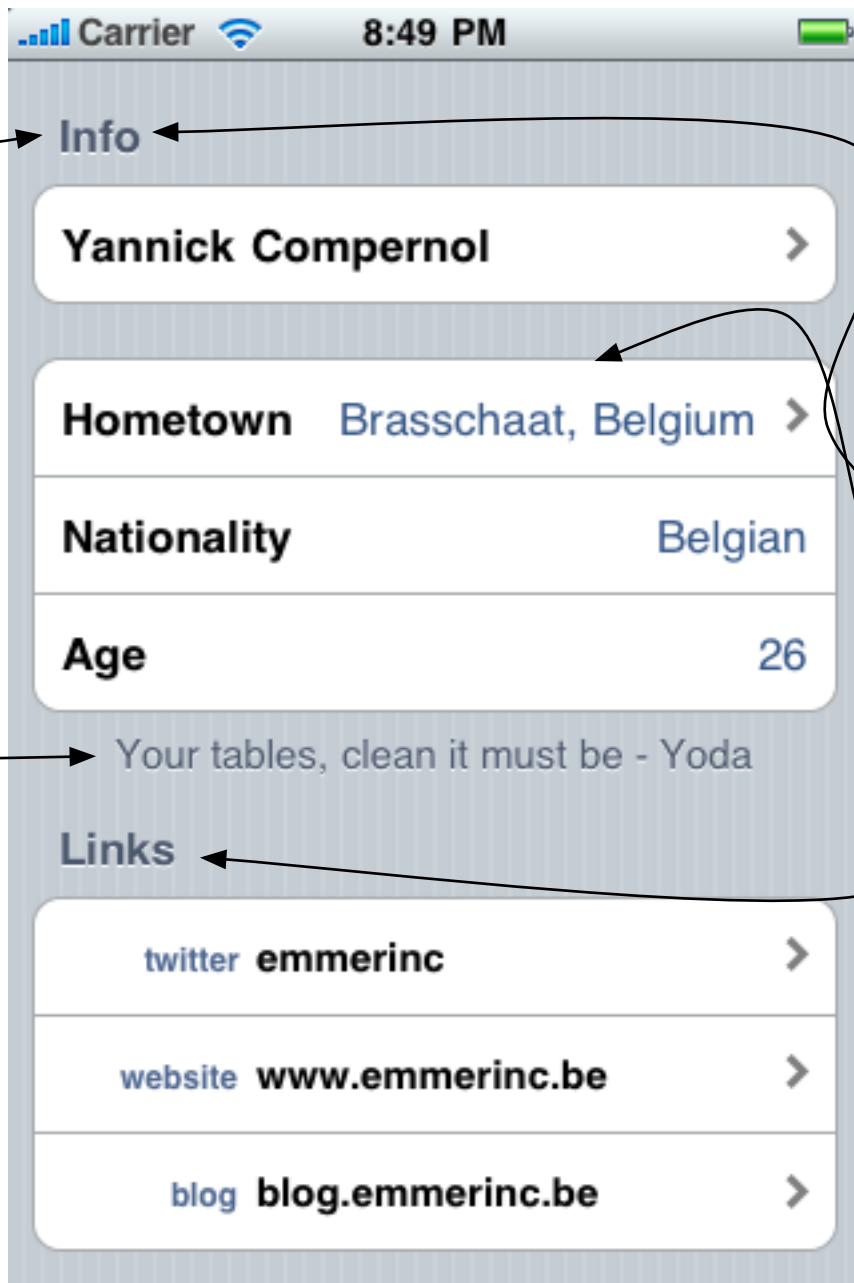 Carrier 8:49 PM
Info
Yannick Compernol
Hometown Brasschaat, Belgium
Nationality Belgian
Age 26
Your tables, clean it must be - Yoda
Links
twitter emmerinc
website www.emmerinc.be
blog blog.emmerinc.be